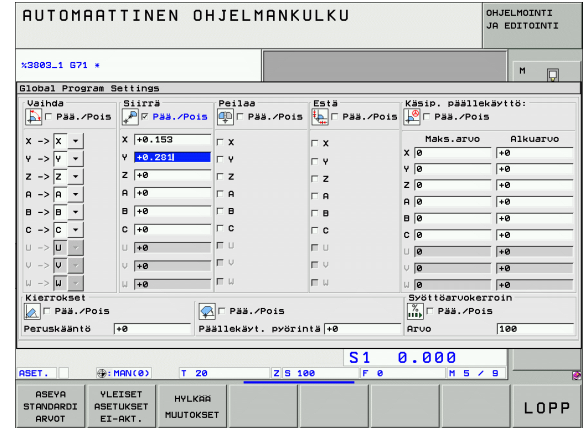 AUTOMAATTINEN OHJELMANKULKU
OHJELMOINTI
JA EDITOINTI
%3803_1 G71 *
M
Global Program Settings
Vaihda Siirrä Peilaa Estä Käsip. päällekäyttö:
Pää./Pois Pää./Pois Pää./Pois Pää./Pois Pää./Pois
Maks.arvo Alkuarvo
X -> X X +0.153 X X X 0 +0
Y -> Y Y +0.281 Y Y Y 0 +0
Z -> Z Z +0 Z Z Z 0 +0
A -> A A +0 A A A 0 +0
B -> B B +0 B B B 0 +0
C -> C C +0 C C C 0 +0
U -> U U +0 U U U 0 +0
V -> V V +0 V V V 0 +0
W -> W W +0 W W W 0 +0
Kierrokset Syöttöarvokerroin
Pää./Pois Pää./Pois Pää./Pois
Peruskääntö +0 Päällekäyt. pyörintä +0 Arvo 100
S1 0.000
ASET. : MAN(0) T 20 Z S 100 F 0 M 5 / 9
ASEYA
STANDARDI
ARVOT
YLEISET
ASETUKSET
EI-AKT.
HYLKAA
MUUTOKSET
LOPP